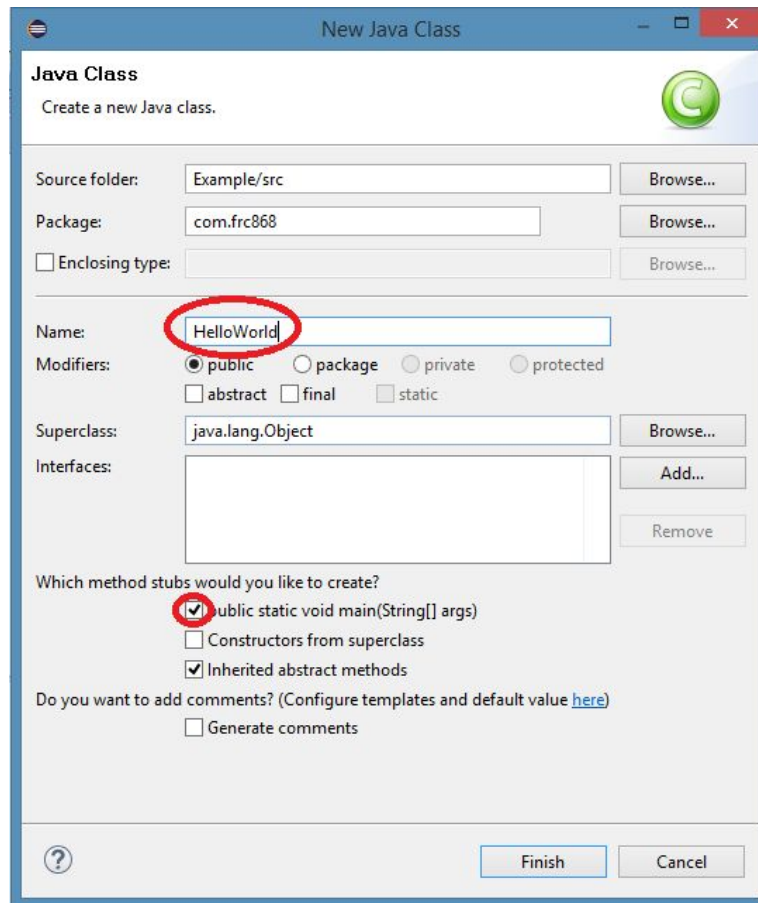 New Java Class
Java Class
Create a new Java class.
Source folder: Example/src Browse...
Package: com.frc868 Browse...
Enclosing type: Browse...
Name: HelloWorld
Modifiers: public package private protected
abstract final static
Superclass: java.lang.Object Browse...
Interfaces: Add...
Remove
Which method stubs would you like to create?
public static void main(String[] args)
Constructors from superclass
Inherited abstract methods
Do you want to add comments? (Configure templates and default value here)
Generate comments
? Finish Cancel